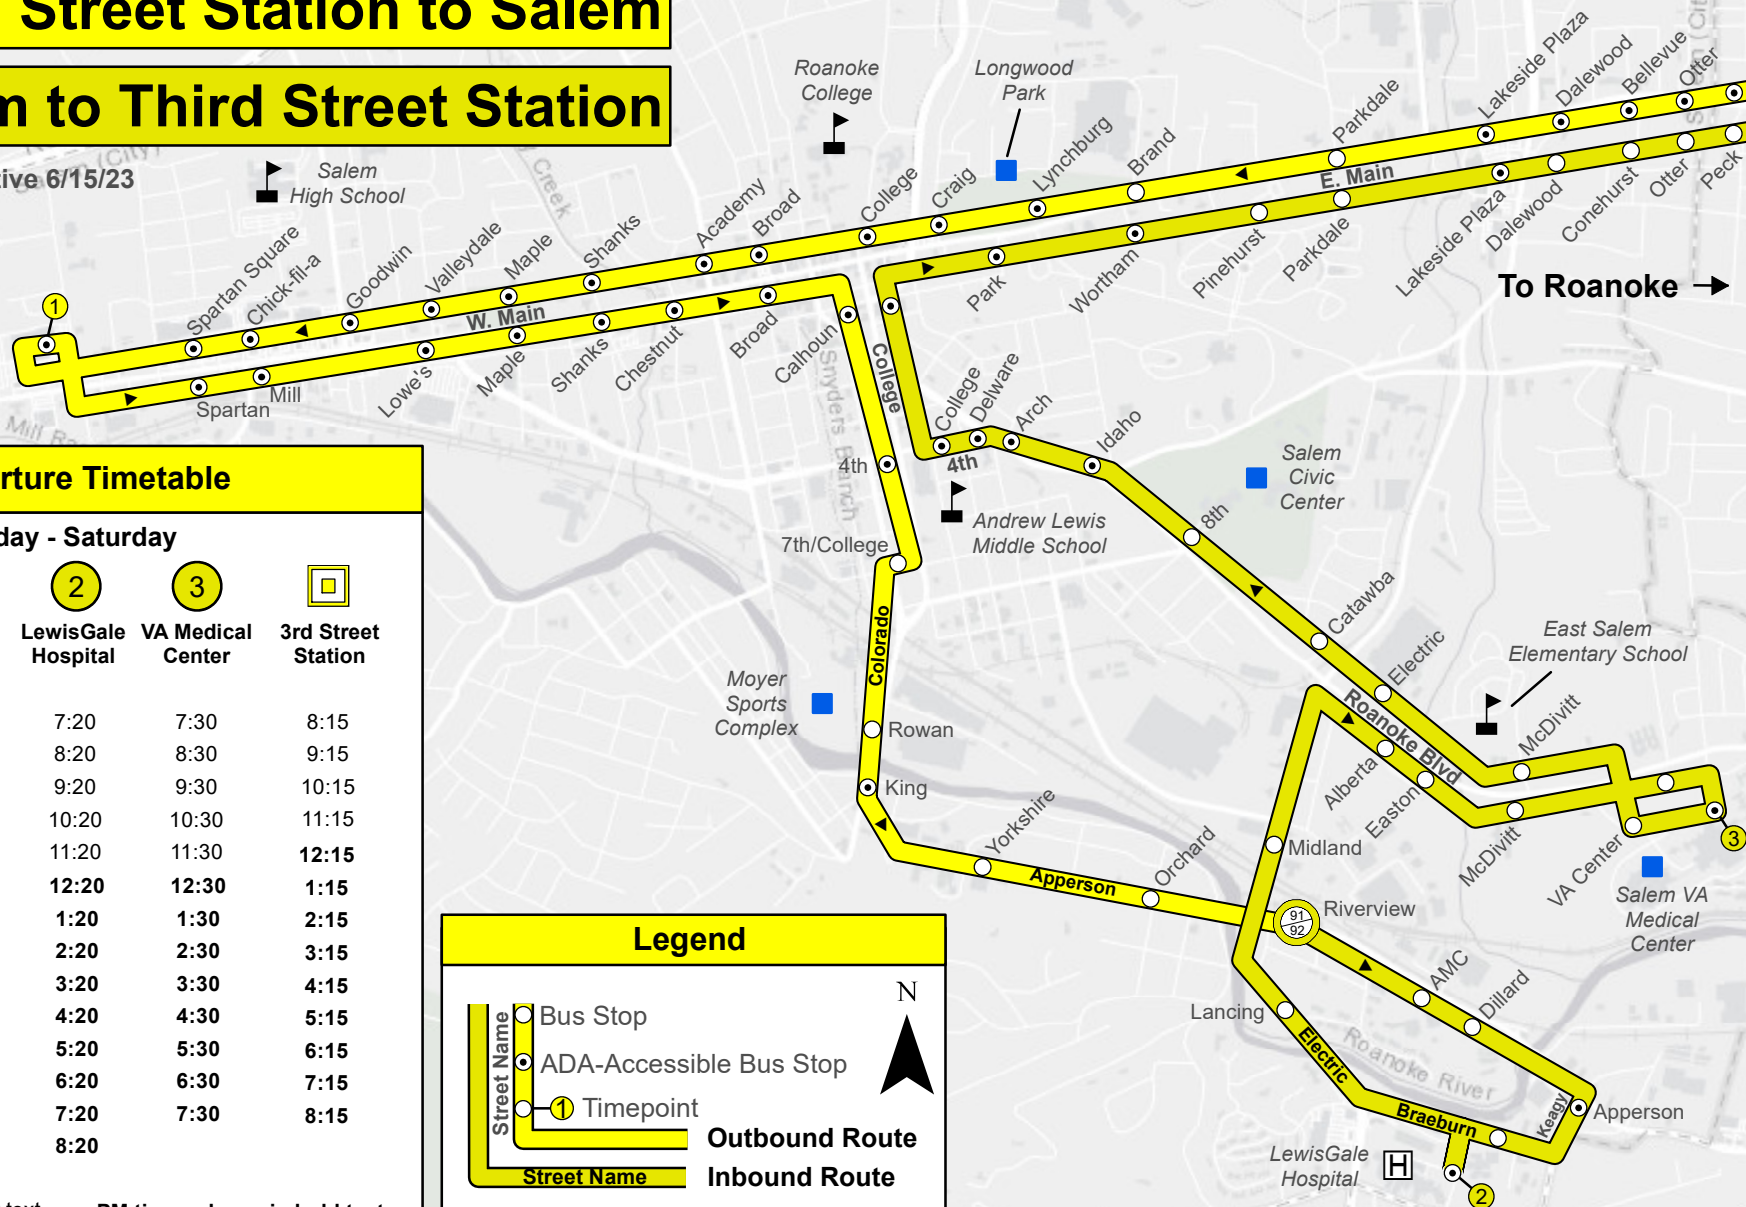 Street Station to Salem
m to Third Street Station
tive 6/15/23
Salem (City)
Creek
Salem
High School
Roanoke
College
Longwood
Park
Lakeside Plaza
Dalewood
Bellevue
Otter
Parkdale
Brand
Lynchburg
Craig
College
Broad
Academy
Shanks
Maple
Valleydale
Goodwin
Chick-fil-a
Spartan Square
1
E. Main
W. Main
Peck
Otter
Conehurst
Dalewood
Lakeside Plaza
Parkdale
Pinehurst
Wortham
Park
To Roanoke
Spartan
Mill
Lowe's
Maple
Shanks
Chestnut
Broad
Calhoun
College
Snyders Branch
College
Delware
Arch
Idaho
4th
4th
Andrew Lewis
Middle School
7th/College
8th
Salem
Civic
Center
Catawba
Electric
East Salem
Elementary School
McDivitt
Roanoke Blvd
Colorado
Moyer
Sports
Complex
Rowan
King
Yorkshire
Orchard
Apperson
Alberta
Easton
McDivitt
VA Center
3
Salem VA
Medical
Center
Midland
Riverview
91
92
AMC
Dillard
Lancing
Electric
Roanoke River
Braeburn
Keagy
Apperson
LewisGale
Hospital
H
2
rture Timetable
day - Saturday
2 3
LewisGale VA Medical 3rd Street
Hospital Center Station
7:20 7:30 8:15
8:20 8:30 9:15
9:20 9:30 10:15
10:20 10:30 11:15
11:20 11:30 12:15
12:20 12:30 1:15
1:20 1:30 2:15
2:20 2:30 3:15
3:20 3:30 4:15
4:20 4:30 5:15
5:20 5:30 6:15
6:20 6:30 7:15
7:20 7:30 8:15
8:20
Legend
N
Street Name
Bus Stop
ADA-Accessible Bus Stop
1 Timepoint
Outbound Route
Street Name
Inbound Route